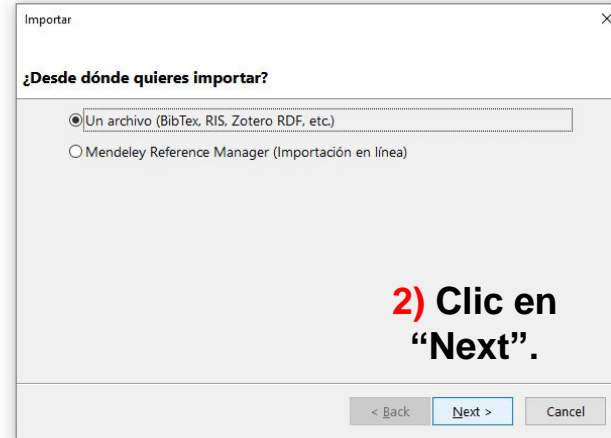 Importar
¿Desde dónde quieres importar?
Un archivo (BibTex, RIS, Zotero RDF, etc.)
Mendeley Reference Manager (Importación en línea)
2) Clic en
“Next”.
< Back Next > Cancel